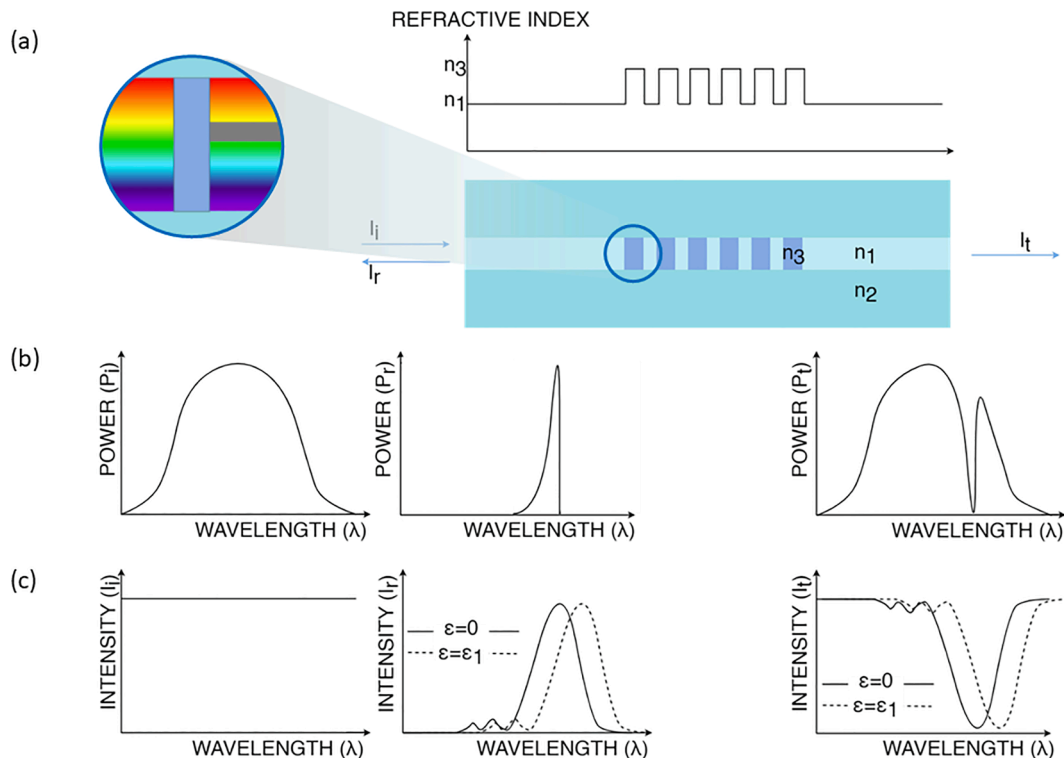 (a)
REFRACTIVE INDEX
n3
n1
Ii
Ir
n3
n1
n2
It
(b)
POWER (Pi)
WAVELENGTH (λ)
POWER (Pr)
WAVELENGTH (λ)
POWER (Pt)
WAVELENGTH (λ)
(c)
INTENSITY (Ii)
WAVELENGTH (λ)
INTENSITY (Ir)
ε=0
ε=ε1
WAVELENGTH (λ)
INTENSITY (It)
ε=0
ε=ε1
WAVELENGTH (λ)